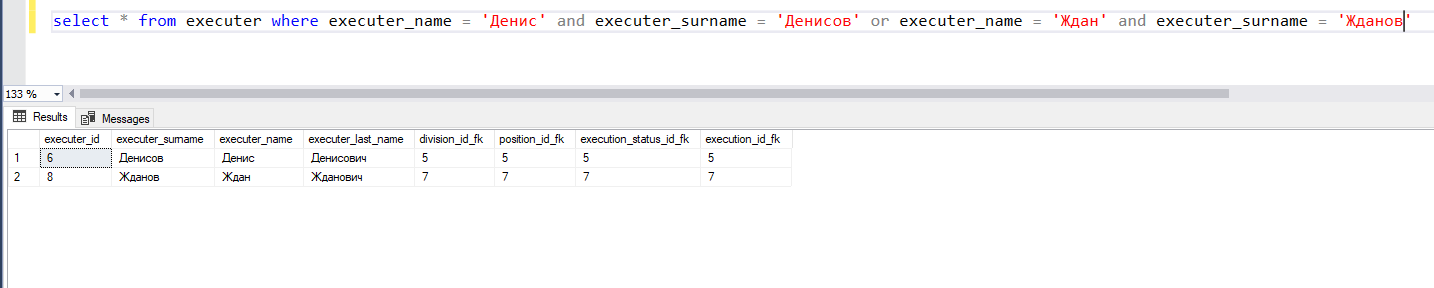 select * from executer where executer_name = 'Денис' and executer_surname = 'Денисов' or executer_name = 'Ждан' and executer_surname = 'Жданов'
133 %
Results Messages
executer_id executer_surname executer_name executer_last_name division_id_fk position_id_fk execution_status_id_fk execution_id_fk
1 6 Денисов Денис Денисович 5 5 5 5
2 8 Жданов Ждан Жданович 7 7 7 7